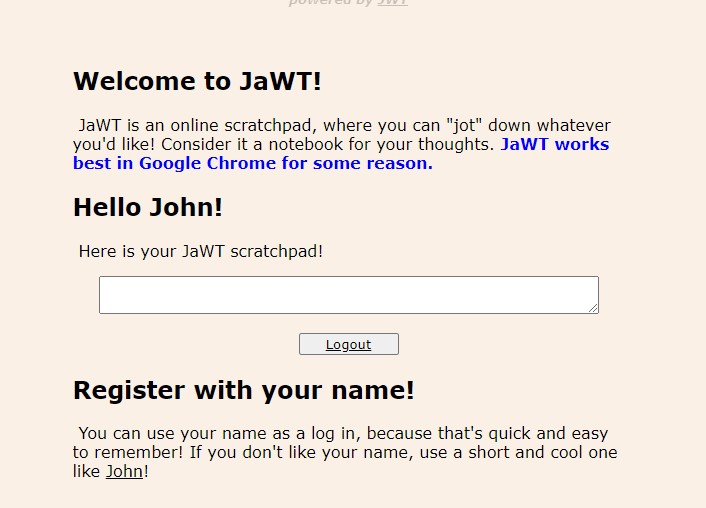 powered by JWT
Welcome to JaWT!
JaWT is an online scratchpad, where you can "jot" down whatever
you'd like! Consider it a notebook for your thoughts. JaWT works
best in Google Chrome for some reason.
Hello John!
Here is your JaWT scratchpad!
Logout
Register with your name!
You can use your name as a log in, because that's quick and easy
to remember! If you don't like your name, use a short and cool one
like John!